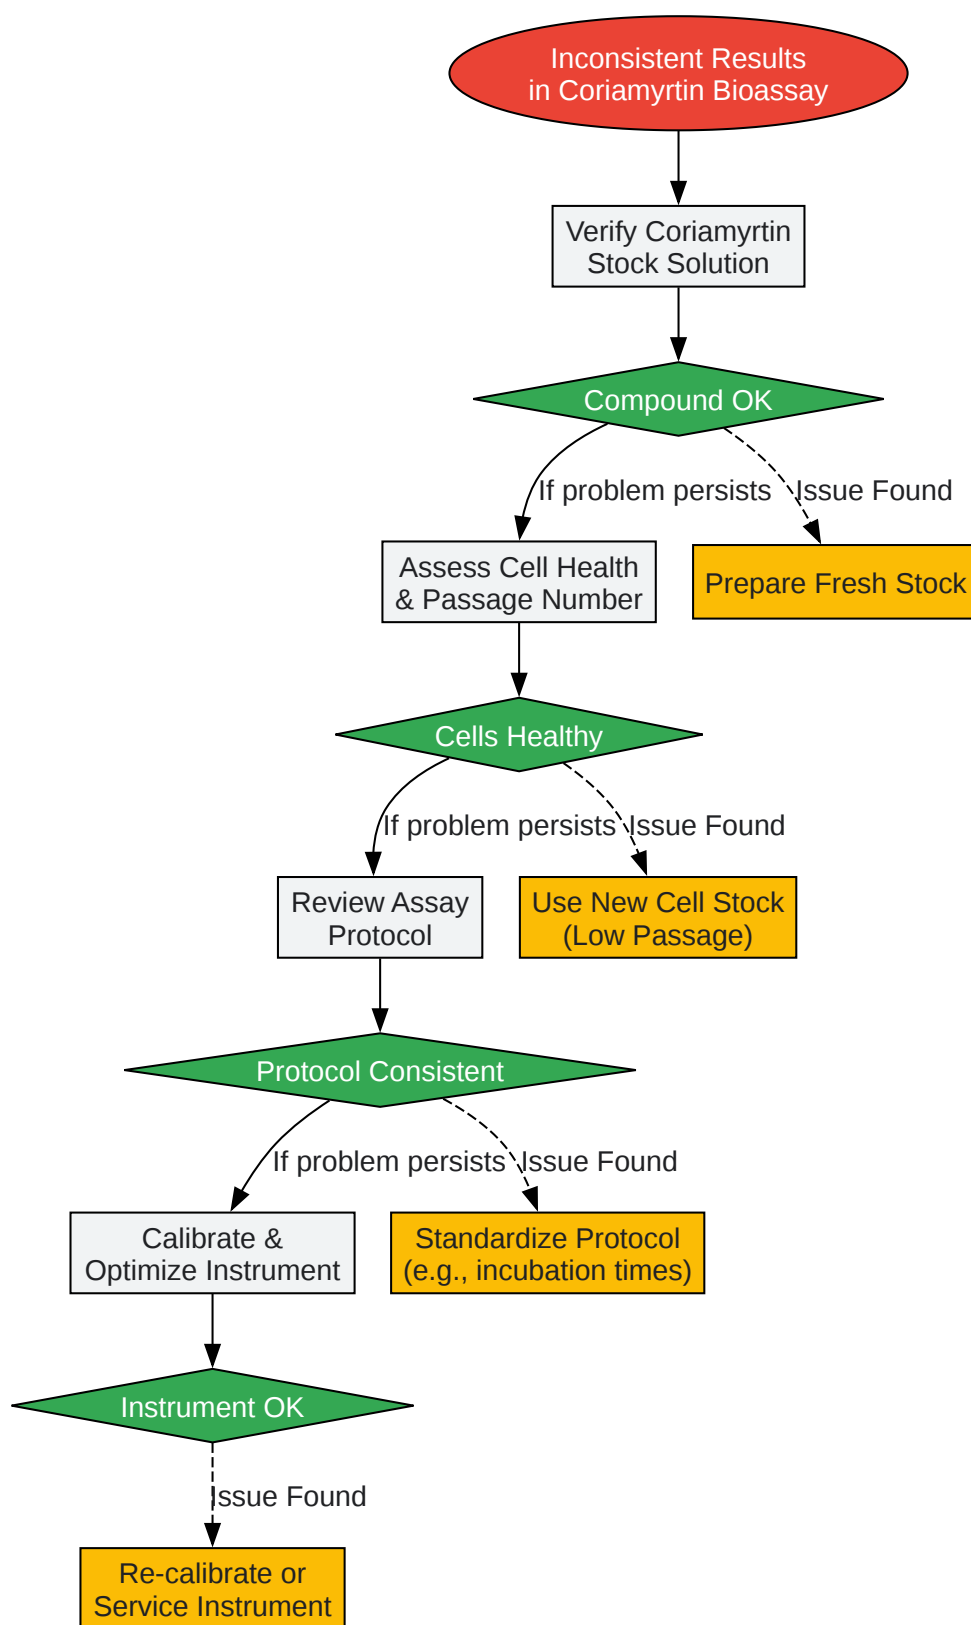 Inconsistent Results
in Coriamyrtin Bioassay
Verify Coriamyrtin
Stock Solution
Compound OK
If problem persists
Issue Found
Assess Cell Health
& Passage Number
Prepare Fresh Stock
Cells Healthy
If problem persists
Issue Found
Review Assay
Protocol
Use New Cell Stock
(Low Passage)
Protocol Consistent
If problem persists
Issue Found
Calibrate &
Optimize Instrument
Standardize Protocol
(e.g., incubation times)
Instrument OK
Issue Found
Re-calibrate or
Service Instrument